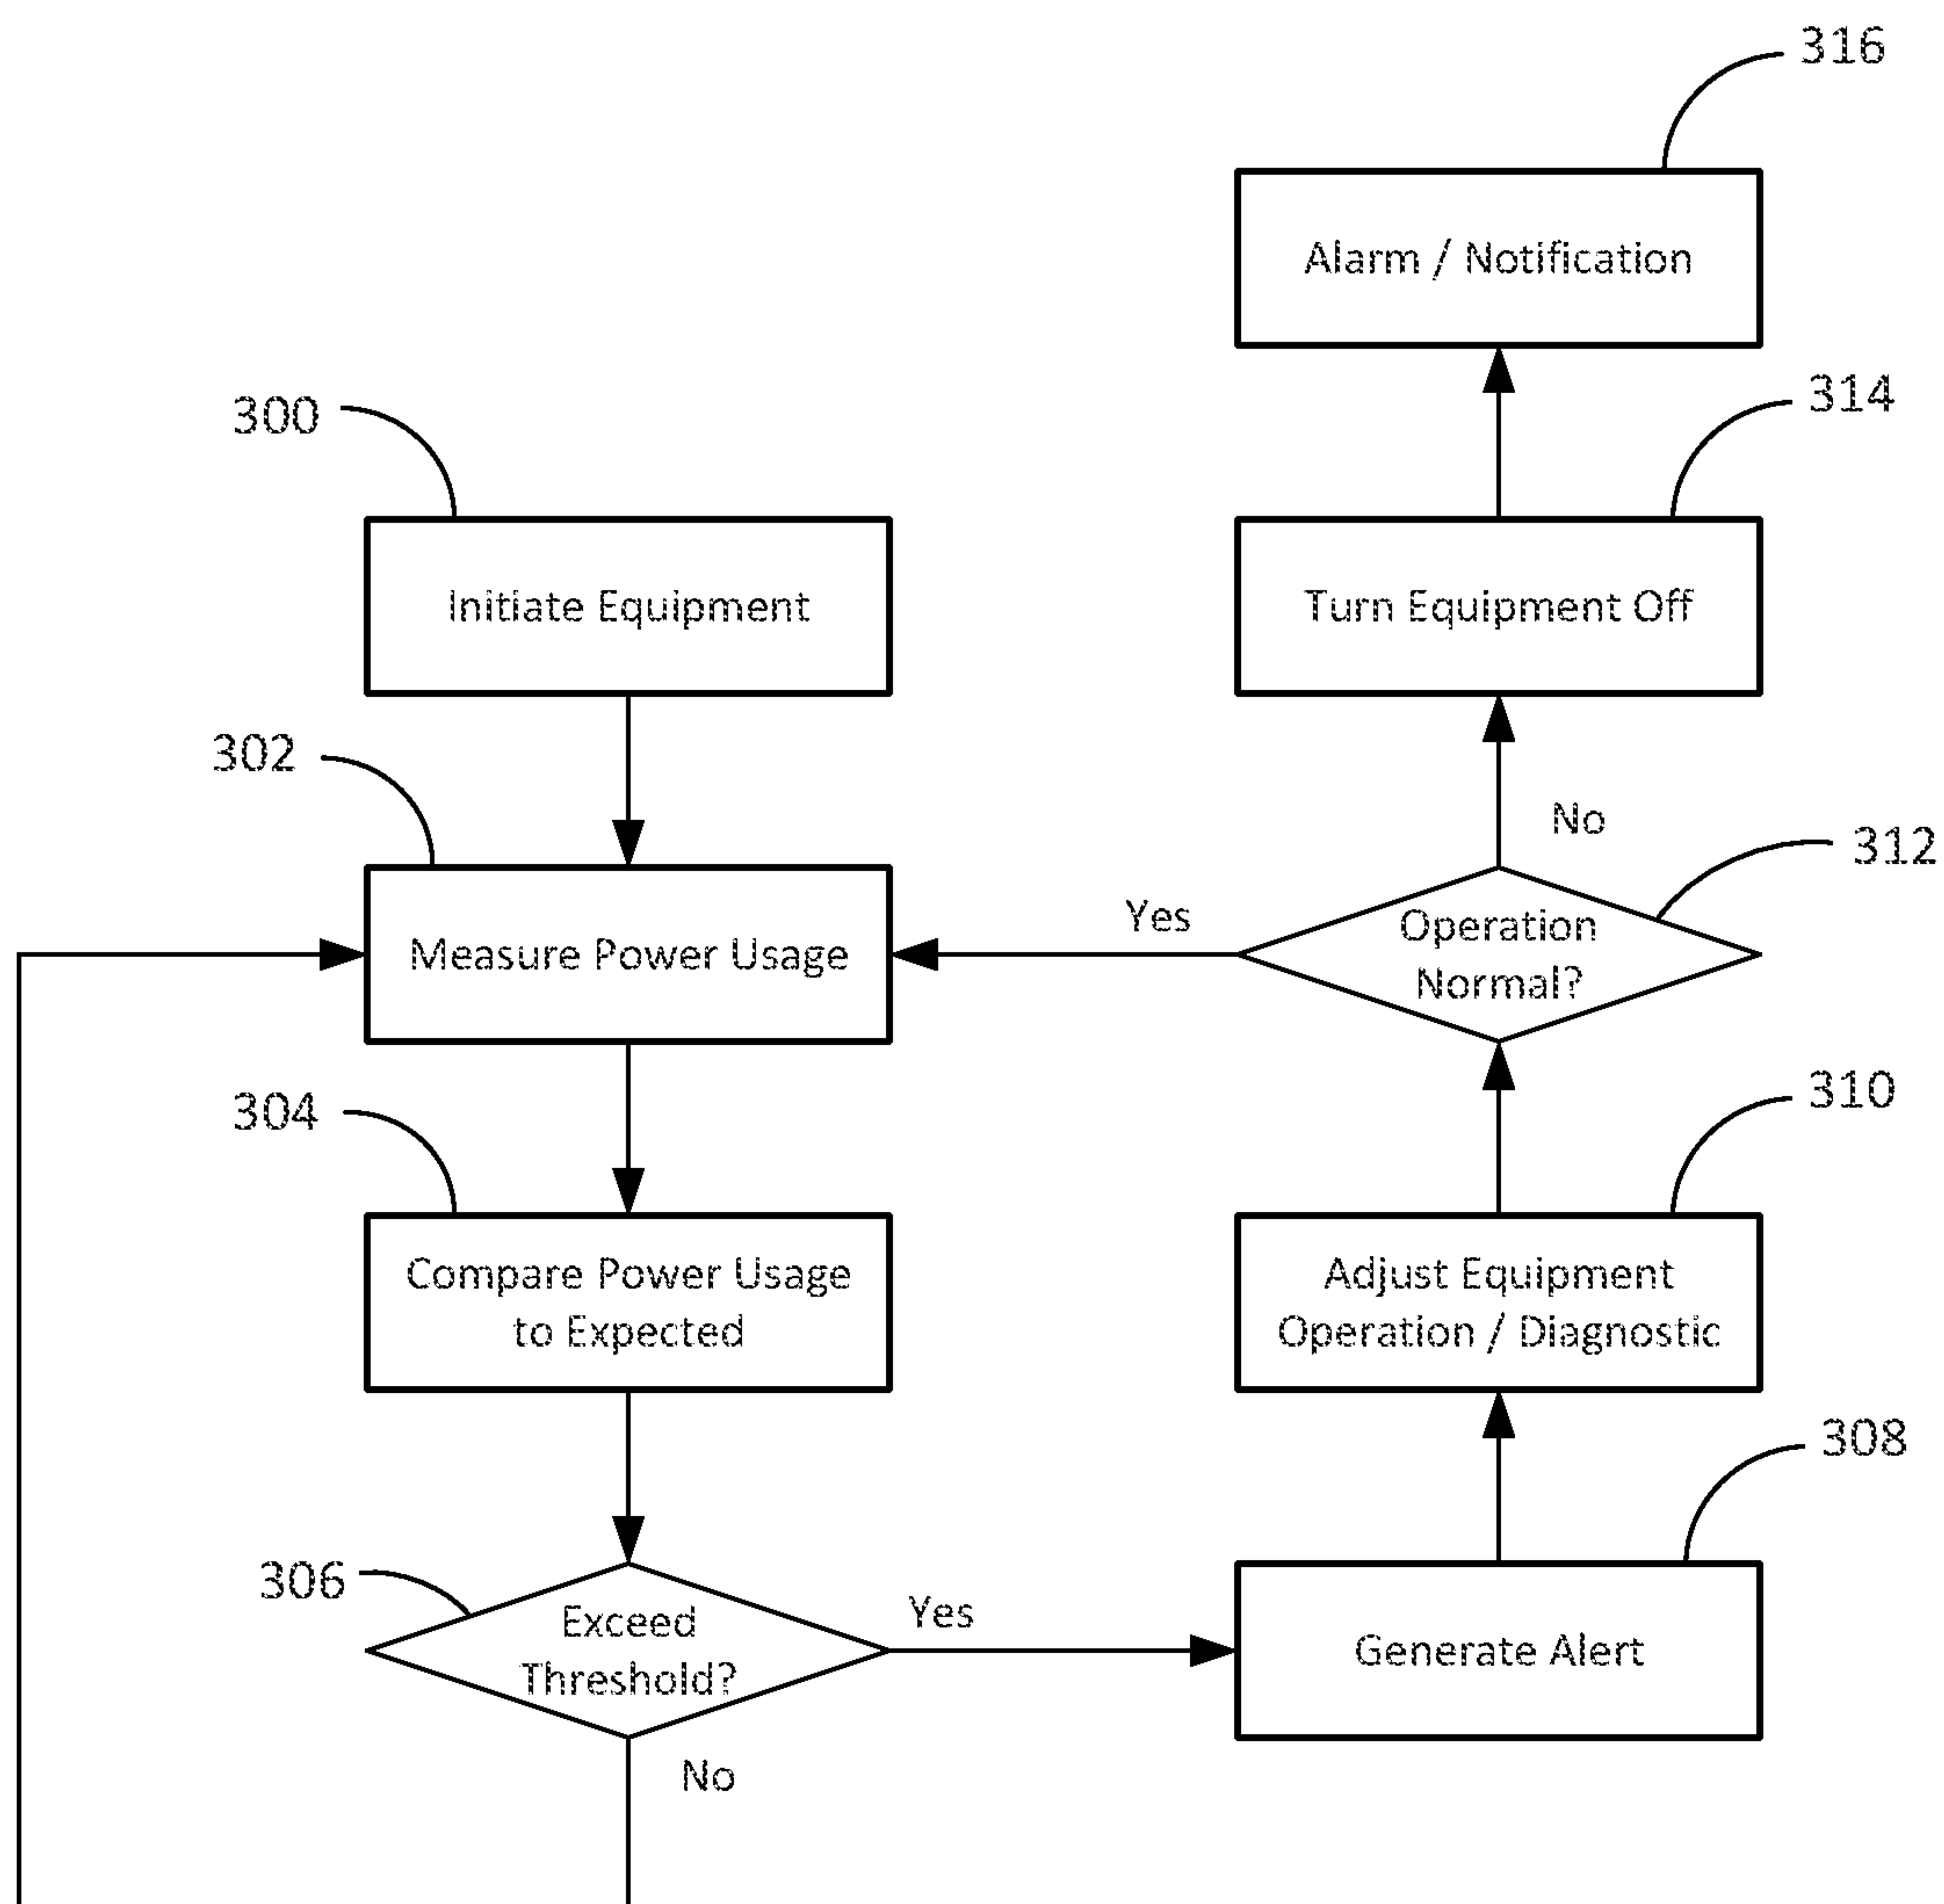 316
Alarm / Notification
314
300
Initiate Equipment
Turn Equipment Off
302
No
312
Measure Power Usage
Yes
Operation
Normal?
304
310
Compare Power Usage
to Expected
Adjust Equipment
Operation / Diagnostic
308
306
Exceed
Threshold?
Yes
Generate Alert
No